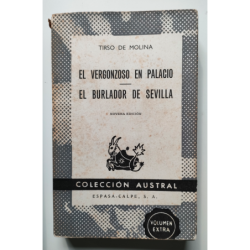 TIRSO DE MOLINA
EL VERGONZOSO EN PALACIO
EL BURLADOR DE SEVILLA
COLECCIÓN AUSTRAL
ESPASA-CALPE, S. A.
VOLUMEN
EXTRA